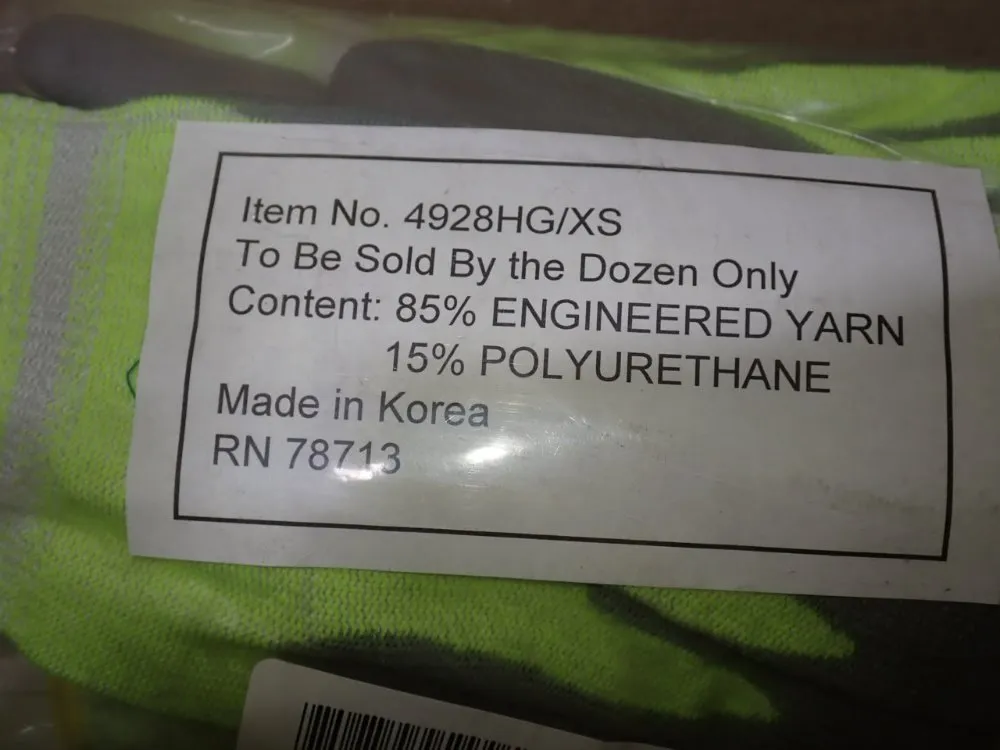 Item No. 4928HG/XS
To Be Sold By the Dozen Only
Content: 85% ENGINEERED YARN
15% POLYURETHANE
Made in Korea
RN 78713